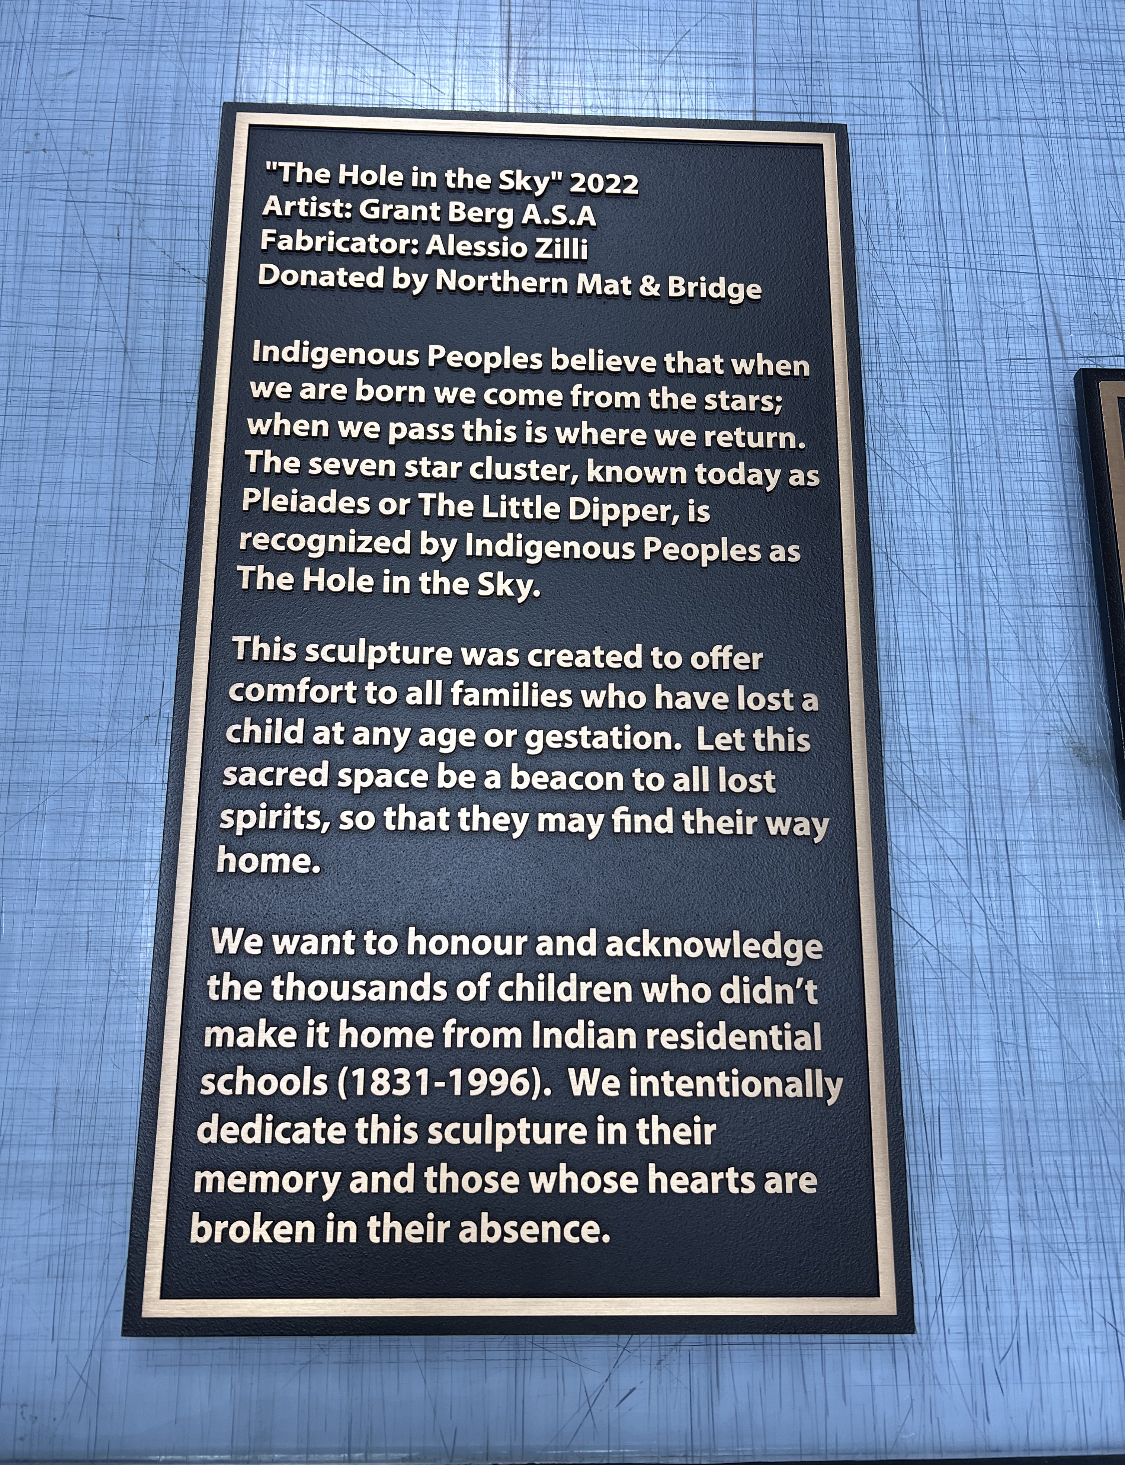 "The Hole in the Sky" 2022
Artist: Grant Berg A.S.A
Fabricator: Alessio Zilli
Donated by Northern Mat & Bridge
Indigenous Peoples believe that when
we are born we come from the stars;
when we pass this is where we return.
The seven star cluster, known today as
Pleiades or The Little Dipper, is
recognized by Indigenous Peoples as
The Hole in the Sky.
This sculpture was created to offer
comfort to all families who have lost a
child at any age or gestation.  Let this
sacred space be a beacon to all lost
spirits, so that they may find their way
home.
We want to honour and acknowledge
the thousands of children who didn’t
make it home from Indian residential
schools (1831-1996).  We intentionally
dedicate this sculpture in their
memory and those whose hearts are
broken in their absence.